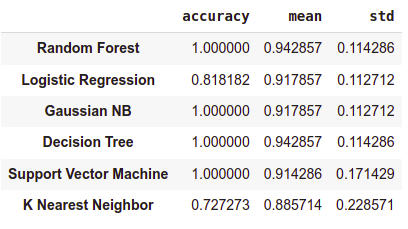 accuracy mean std
Random Forest 1.000000 0.942857 0.114286
Logistic Regression 0.818182 0.917857 0.112712
Gaussian NB 1.000000 0.917857 0.112712
Decision Tree 1.000000 0.942857 0.114286
Support Vector Machine 1.000000 0.914286 0.171429
K Nearest Neighbor 0.727273 0.885714 0.228571